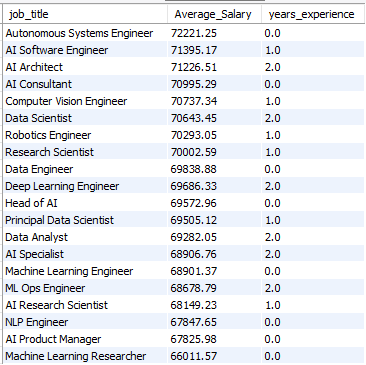 job_title Average_Salary years_experience
Autonomous Systems Engineer 72221.25 0.0
AI Software Engineer 71395.17 1.0
AI Architect 71226.51 2.0
AI Consultant 70995.29 0.0
Computer Vision Engineer 70737.34 1.0
Data Scientist 70643.45 2.0
Robotics Engineer 70293.05 1.0
Research Scientist 70002.59 1.0
Data Engineer 69838.88 0.0
Deep Learning Engineer 69686.33 2.0
Head of AI 69572.96 0.0
Principal Data Scientist 69505.12 1.0
Data Analyst 69282.05 2.0
AI Specialist 68906.76 2.0
Machine Learning Engineer 68901.37 0.0
ML Ops Engineer 68678.79 2.0
AI Research Scientist 68149.23 1.0
NLP Engineer 67847.65 0.0
AI Product Manager 67825.98 0.0
Machine Learning Researcher 66011.57 0.0